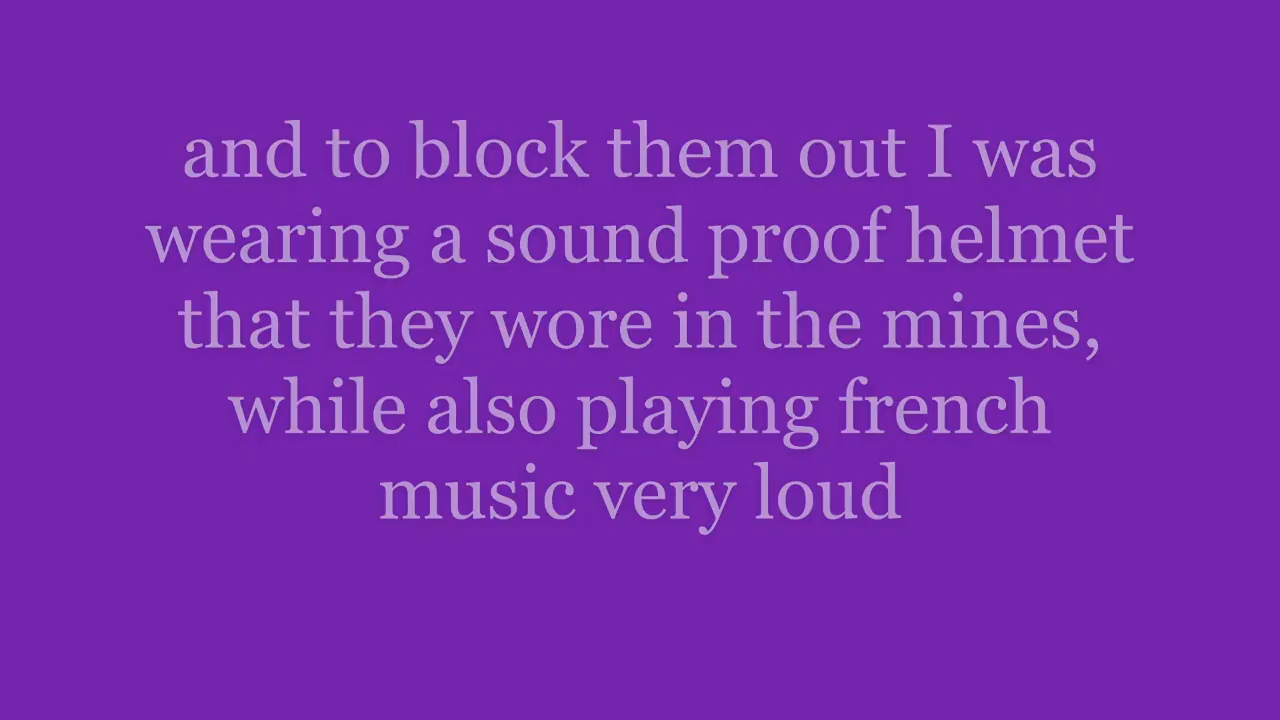 and to block them out I was
wearing a sound proof helmet
that they wore in the mines,
while also playing french
music very loud